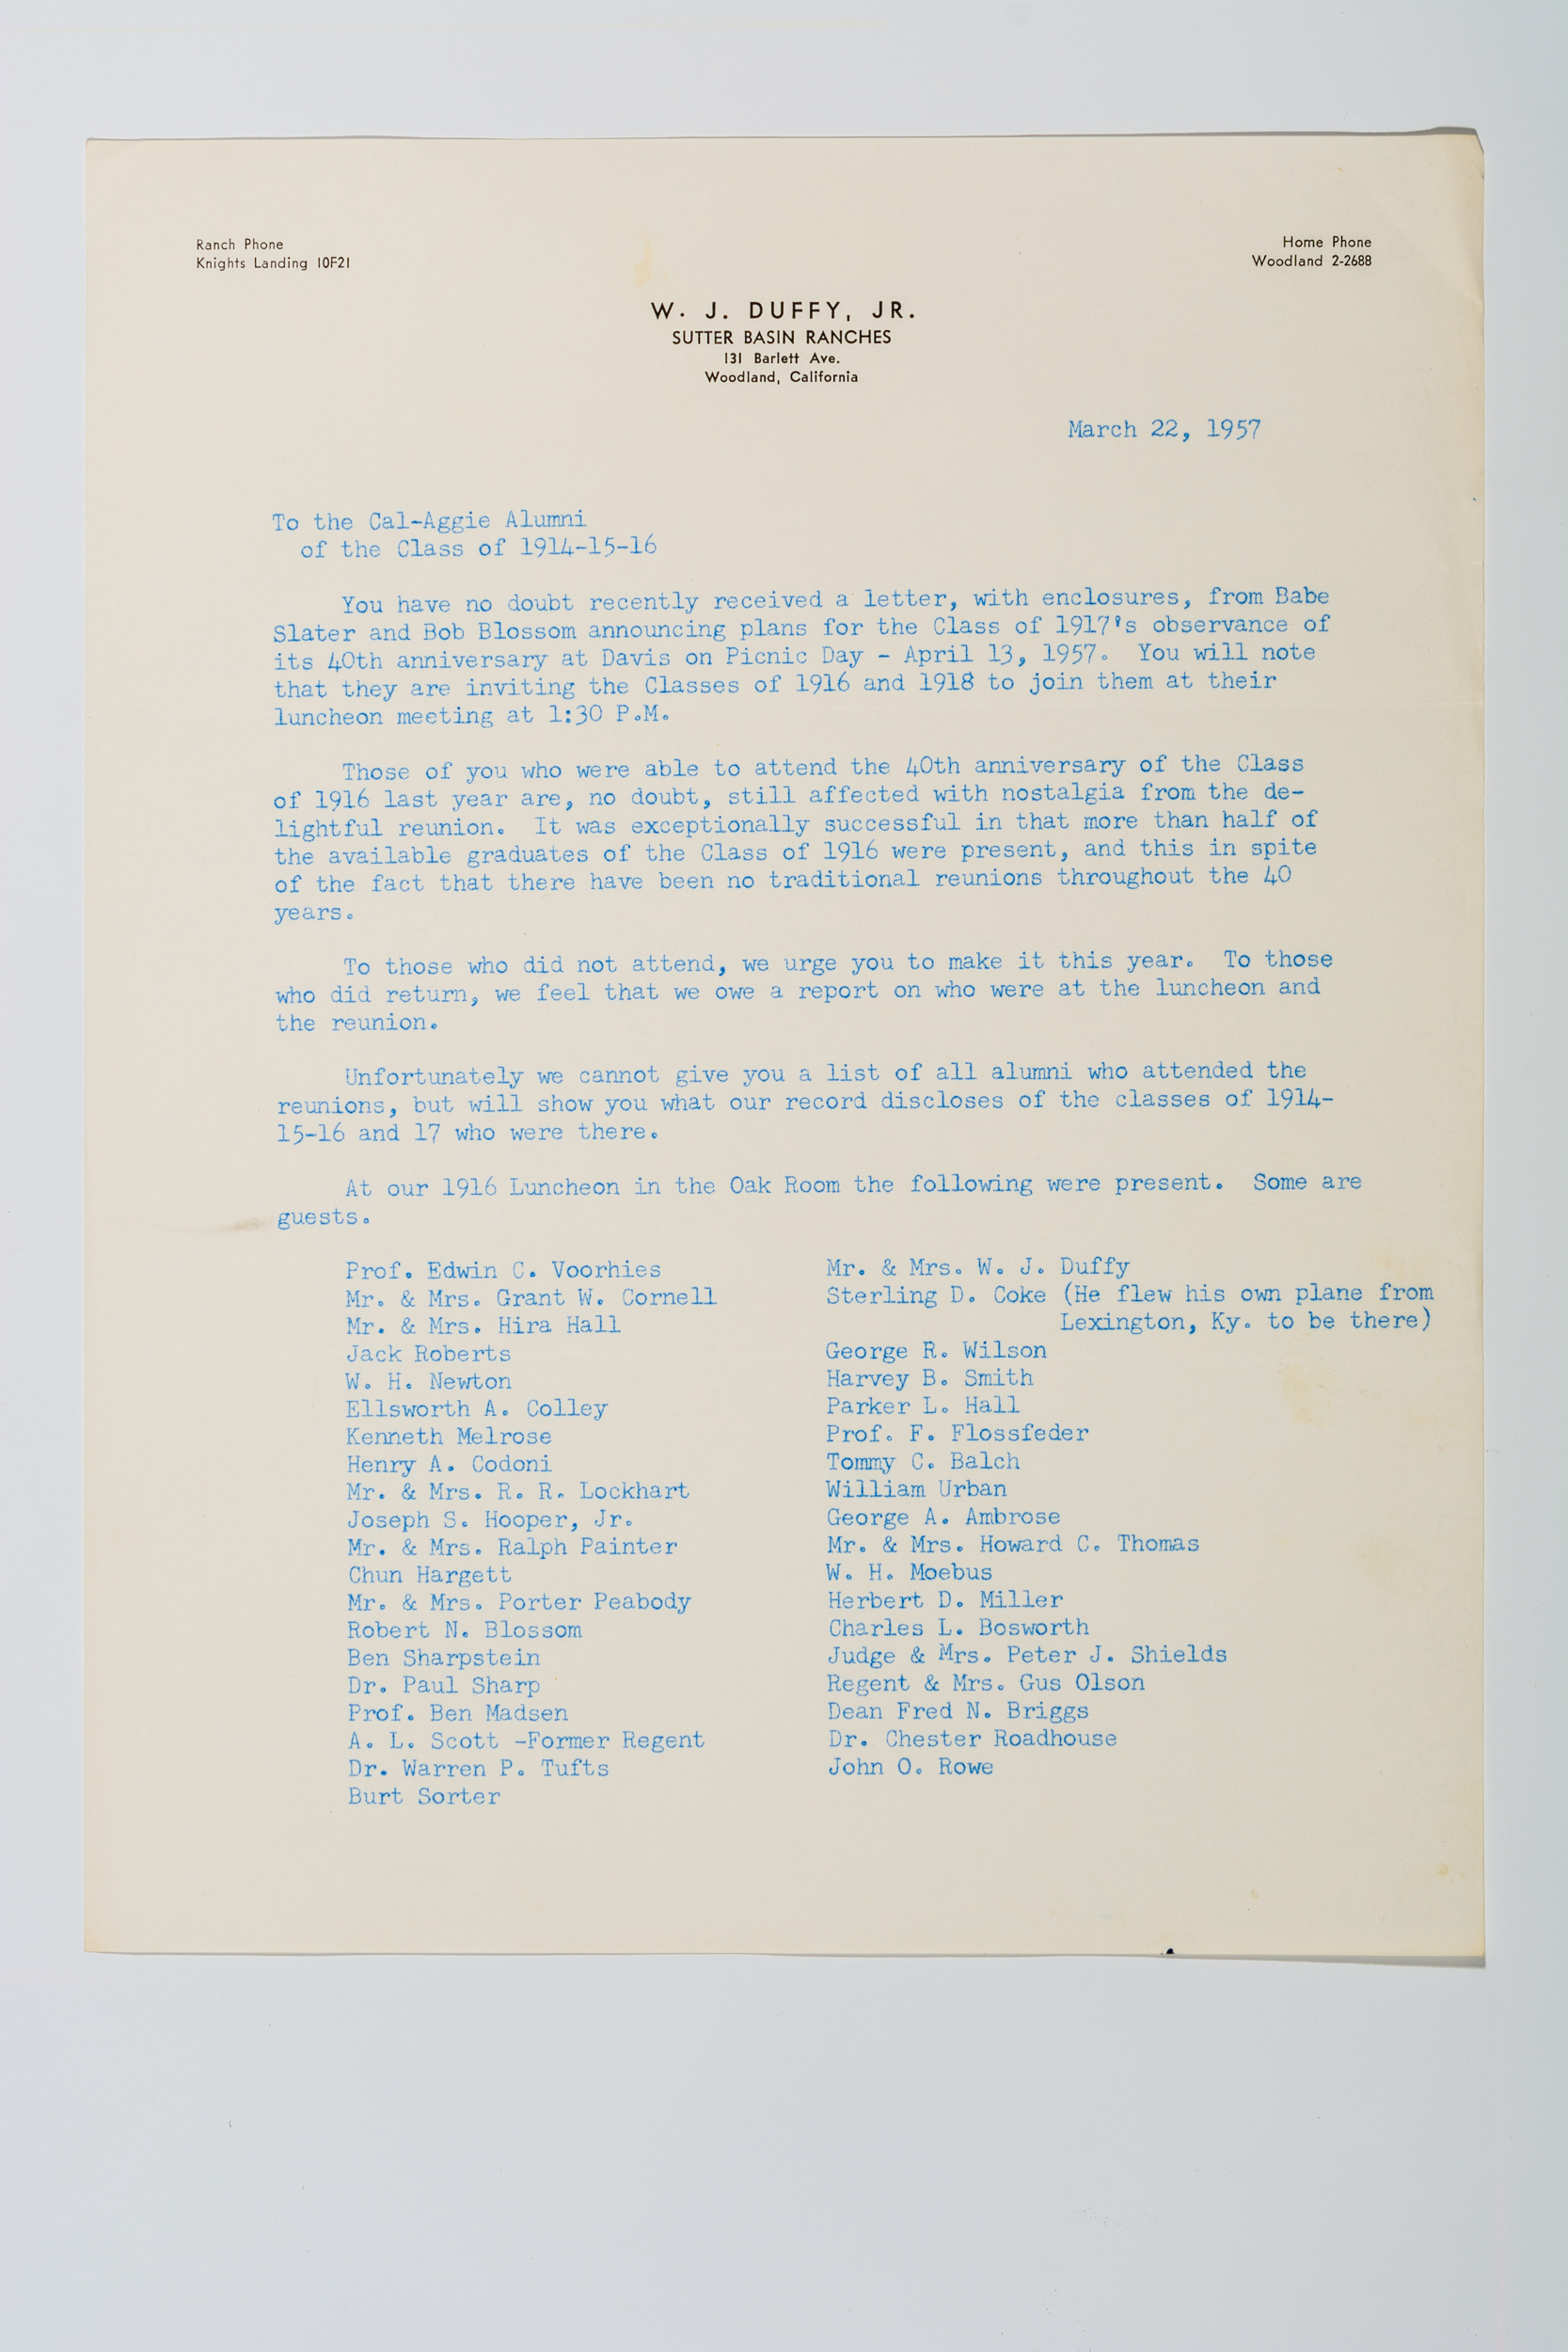 Ranch Phone
Knights Landing 10F21
Home Phone
Woodland 2-2688
W. J. DUFFY, JR.
SUTTER BASIN RANCHES
131 Barlett Ave.
Woodland, California
March 22, 1957
To the Cal-Aggie Alumni
of the Class of 1914-15-16
You have no doubt recently received a letter, with enclosures, from Babe
Slater and Bob Blossom announcing plans for the Class of 1917's observance of
its 40th anniversary at Davis on Picnic Day - April 13, 1957. You will note
that they are inviting the Classes of 1916 and 1918 to join them at their
luncheon meeting at 1:30 P.M.
Those of you who were able to attend the 40th anniversary of the Class
of 1916 last year are, no doubt, still affected with nostalgia from the de-
lightful reunion. It was exceptionally successful in that more than half of
the available graduates of the Class of 1916 were present, and this in spite
of the fact that there have been no traditional reunions throughout the 40
years.
To those who did not attend, we urge you to make it this year. To those
who did return, we feel that we owe a report on who were at the luncheon and
the reunion.
Unfortunately we cannot give you a list of all alumni who attended the
reunions, but will show you what our record discloses of the classes of 1914-
15-16 and 17 who were there.
At our 1916 Luncheon in the Oak Room the following were present. Some are
guests.
Prof. Edwin C. Voorhies
Mr. & Mrs. Grant W. Cornell
Mr. & Mrs. Hira Hall
Jack Roberts
W. H. Newton
Ellsworth A. Colley
Kenneth Melrose
Henry A. Codoni
Mr. & Mrs. R. R. Lockhart
Joseph S. Hooper, Jr.
Mr. & Mrs. Ralph Painter
Chun Hargett
Mr. & Mrs. Porter Peabody
Robert N. Blossom
Ben Sharpstein
Dr. Paul Sharp
Prof. Ben Madsen
A. L. Scott -Former Regent
Dr. Warren P. Tufts
Burt Sorter
Mr. & Mrs. W. J. Duffy
Sterling D. Coke (He flew his own plane from
Lexington, Ky. to be there)
George R. Wilson
Harvey B. Smith
Parker L. Hall
Prof. F. Flossfeder
Tommy C. Balch
William Urban
George A. Ambrose
Mr. & Mrs. Howard C. Thomas
W. H. Moebus
Herbert D. Miller
Charles L. Bosworth
Judge & Mrs. Peter J. Shields
Regent & Mrs. Gus Olson
Dean Fred N. Briggs
Dr. Chester Roadhouse
John O. Rowe